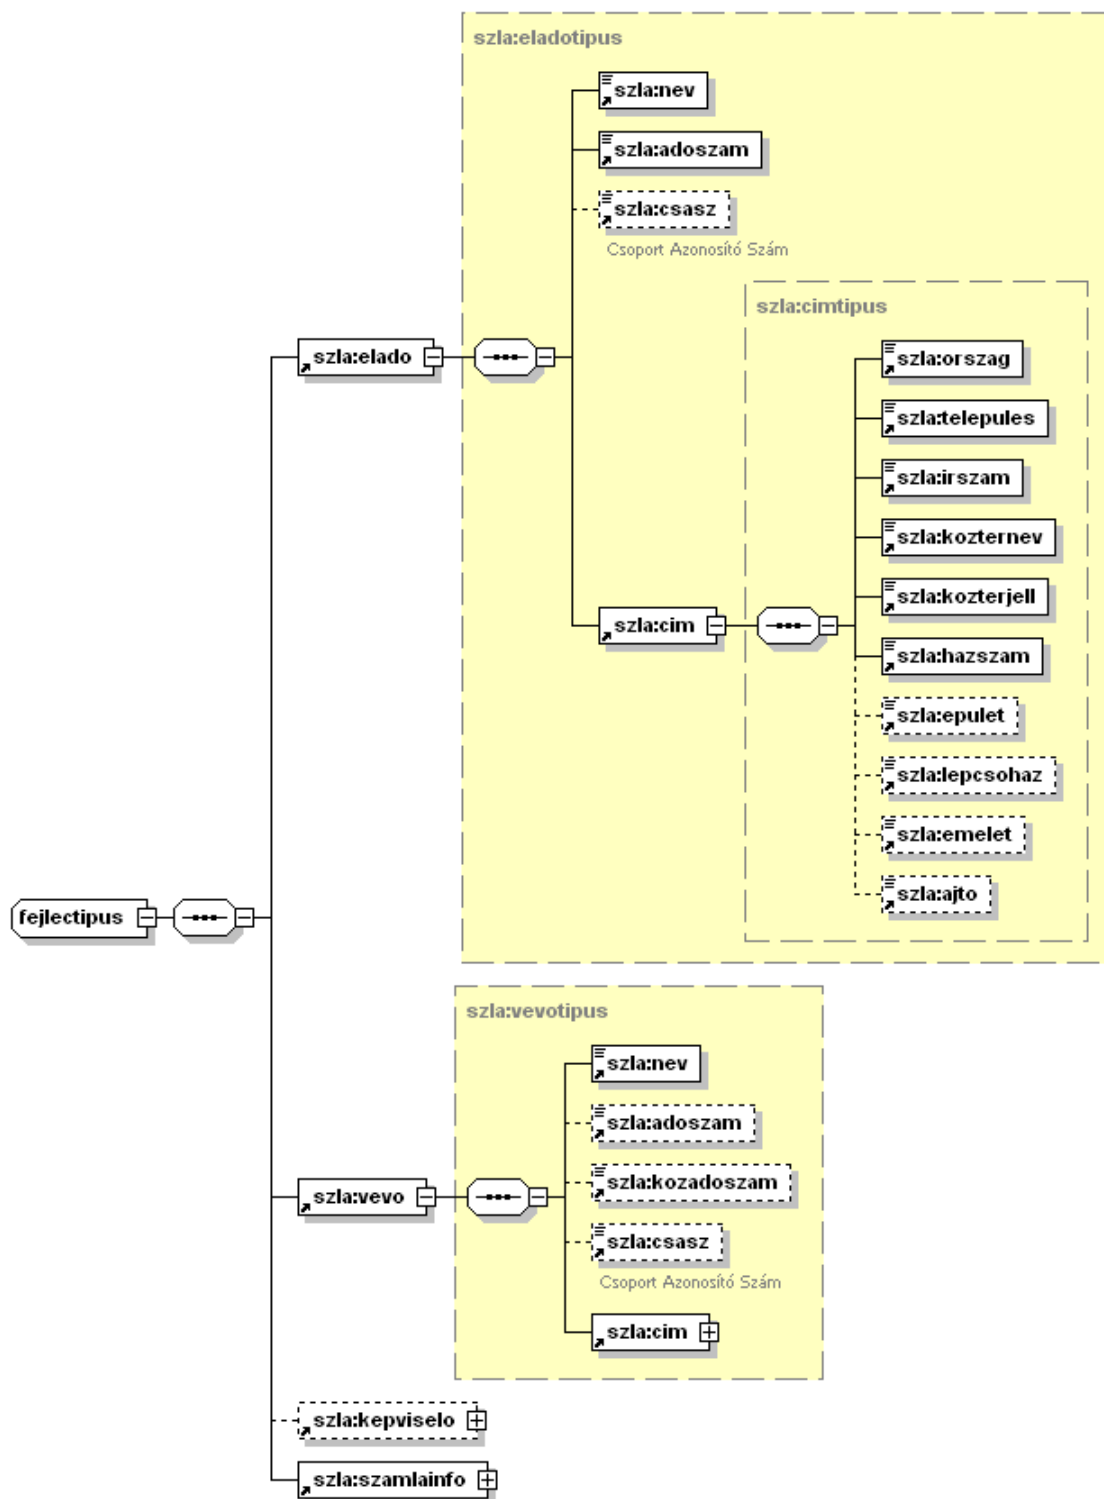 szla:eladotipus
szla:nev
szla:adoszam
szla:csasz
Csoport Azonosító Szám
szla:cimtipus
szla:orszag
szla:elado
szla:telepules
szla:irszam
szla:kozternev
szla:kozterjell
szla:cim
szla:hazszam
szla:epulet
szla:lepcsohaz
szla:emelet
szla:ajto
fejlectipus
szla:vevotipus
szla:nev
szla:adoszam
szla:kozadoszam
szla:vevo
szla:csasz
Csoport Azonosító Szám
szla:cim
szla:kepviselo
szla:szamlainfo